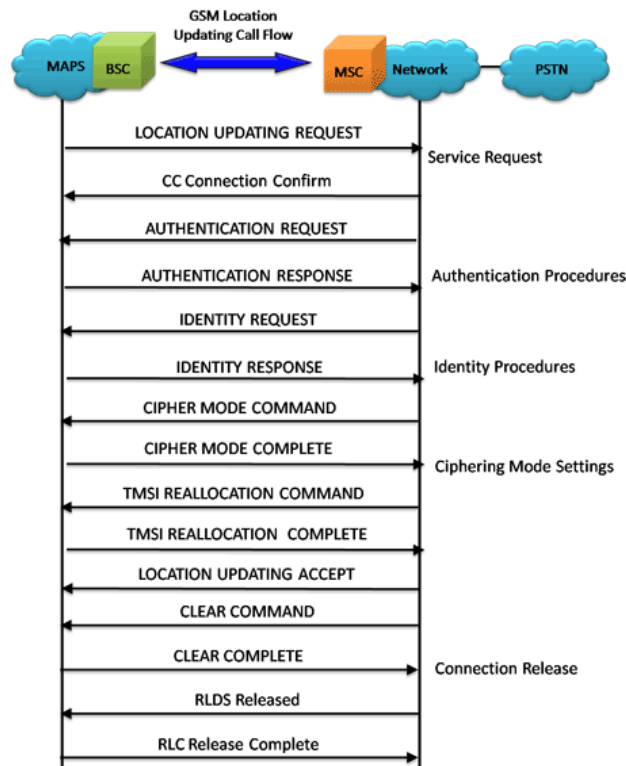 GSM Location
Updating Call Flow
MAPS
BSC
MSC
Network
PSTN
LOCATION UPDATING REQUEST
Service Request
CC Connection Confirm
AUTHENTICATION REQUEST
AUTHENTICATION RESPONSE
Authentication Procedures
IDENTITY REQUEST
IDENTITY RESPONSE
Identity Procedures
CIPHER MODE COMMAND
CIPHER MODE COMPLETE
Ciphering Mode Settings
TMSI REALLOCATION COMMAND
TMSI REALLOCATION COMPLETE
LOCATION UPDATING ACCEPT
CLEAR COMMAND
CLEAR COMPLETE
Connection Release
RLDS Released
RLC Release Complete